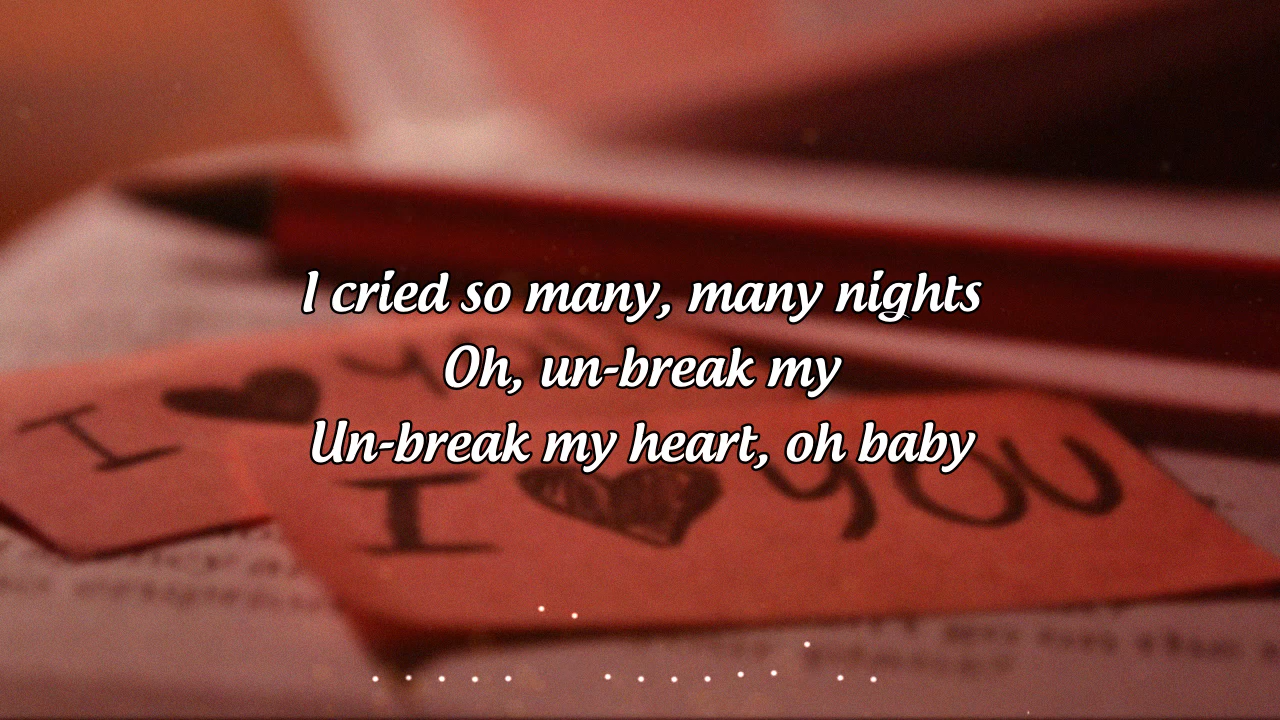 I cried so many, many nights
Oh, un-break my
Un-break my heart, oh baby
I ♥ you
I ♥ YOU